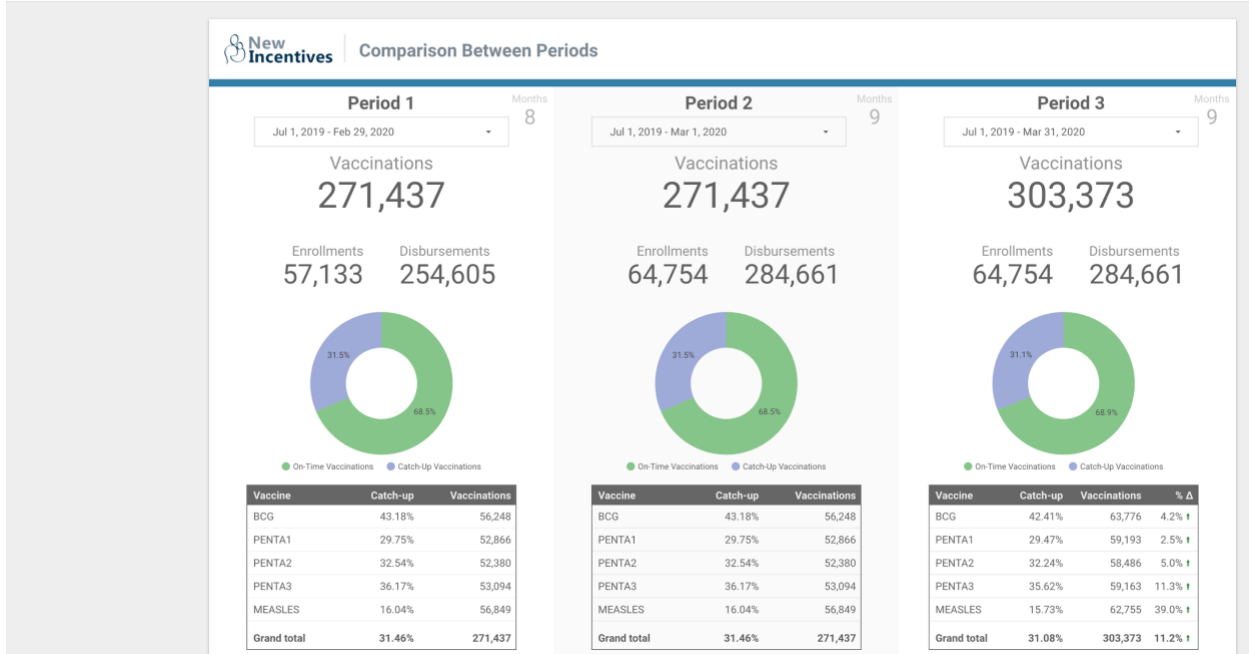 New
Incentives
Comparison Between Periods
Period 1
Months
8
Jul 1, 2019 - Feb 29, 2020
Vaccinations
271,437
Enrollments Disbursements
57,133 254,605
31.5%
68.5%
On-Time Vaccinations Catch-Up Vaccinations
Vaccine Catch-up Vaccinations
BCG 43.18% 56,248
PENTA1 29.75% 52,866
PENTA2 32.54% 52,380
PENTA3 36.17% 53,094
MEASLES 16.04% 56,849
Grand total 31.46% 271,437
Period 2
Months
9
Jul 1, 2019 - Mar 1, 2020
Vaccinations
271,437
Enrollments Disbursements
64,754 284,661
31.5%
68.5%
On-Time Vaccinations Catch-Up Vaccinations
Vaccine Catch-up Vaccinations
BCG 43.18% 56,248
PENTA1 29.75% 52,866
PENTA2 32.54% 52,380
PENTA3 36.17% 53,094
MEASLES 16.04% 56,849
Grand total 31.46% 271,437
Period 3
Months
9
Jul 1, 2019 - Mar 31, 2020
Vaccinations
303,373
Enrollments Disbursements
64,754 284,661
31.1%
68.9%
On-Time Vaccinations Catch-Up Vaccinations
Vaccine Catch-up Vaccinations % Δ
BCG 42.41% 63,776 4.2% ↑
PENTA1 29.47% 59,193 2.5% ↑
PENTA2 32.24% 58,486 5.0% ↑
PENTA3 35.62% 59,163 11.3% ↑
MEASLES 15.73% 62,755 39.0% ↑
Grand total 31.08% 303,373 11.2% ↑